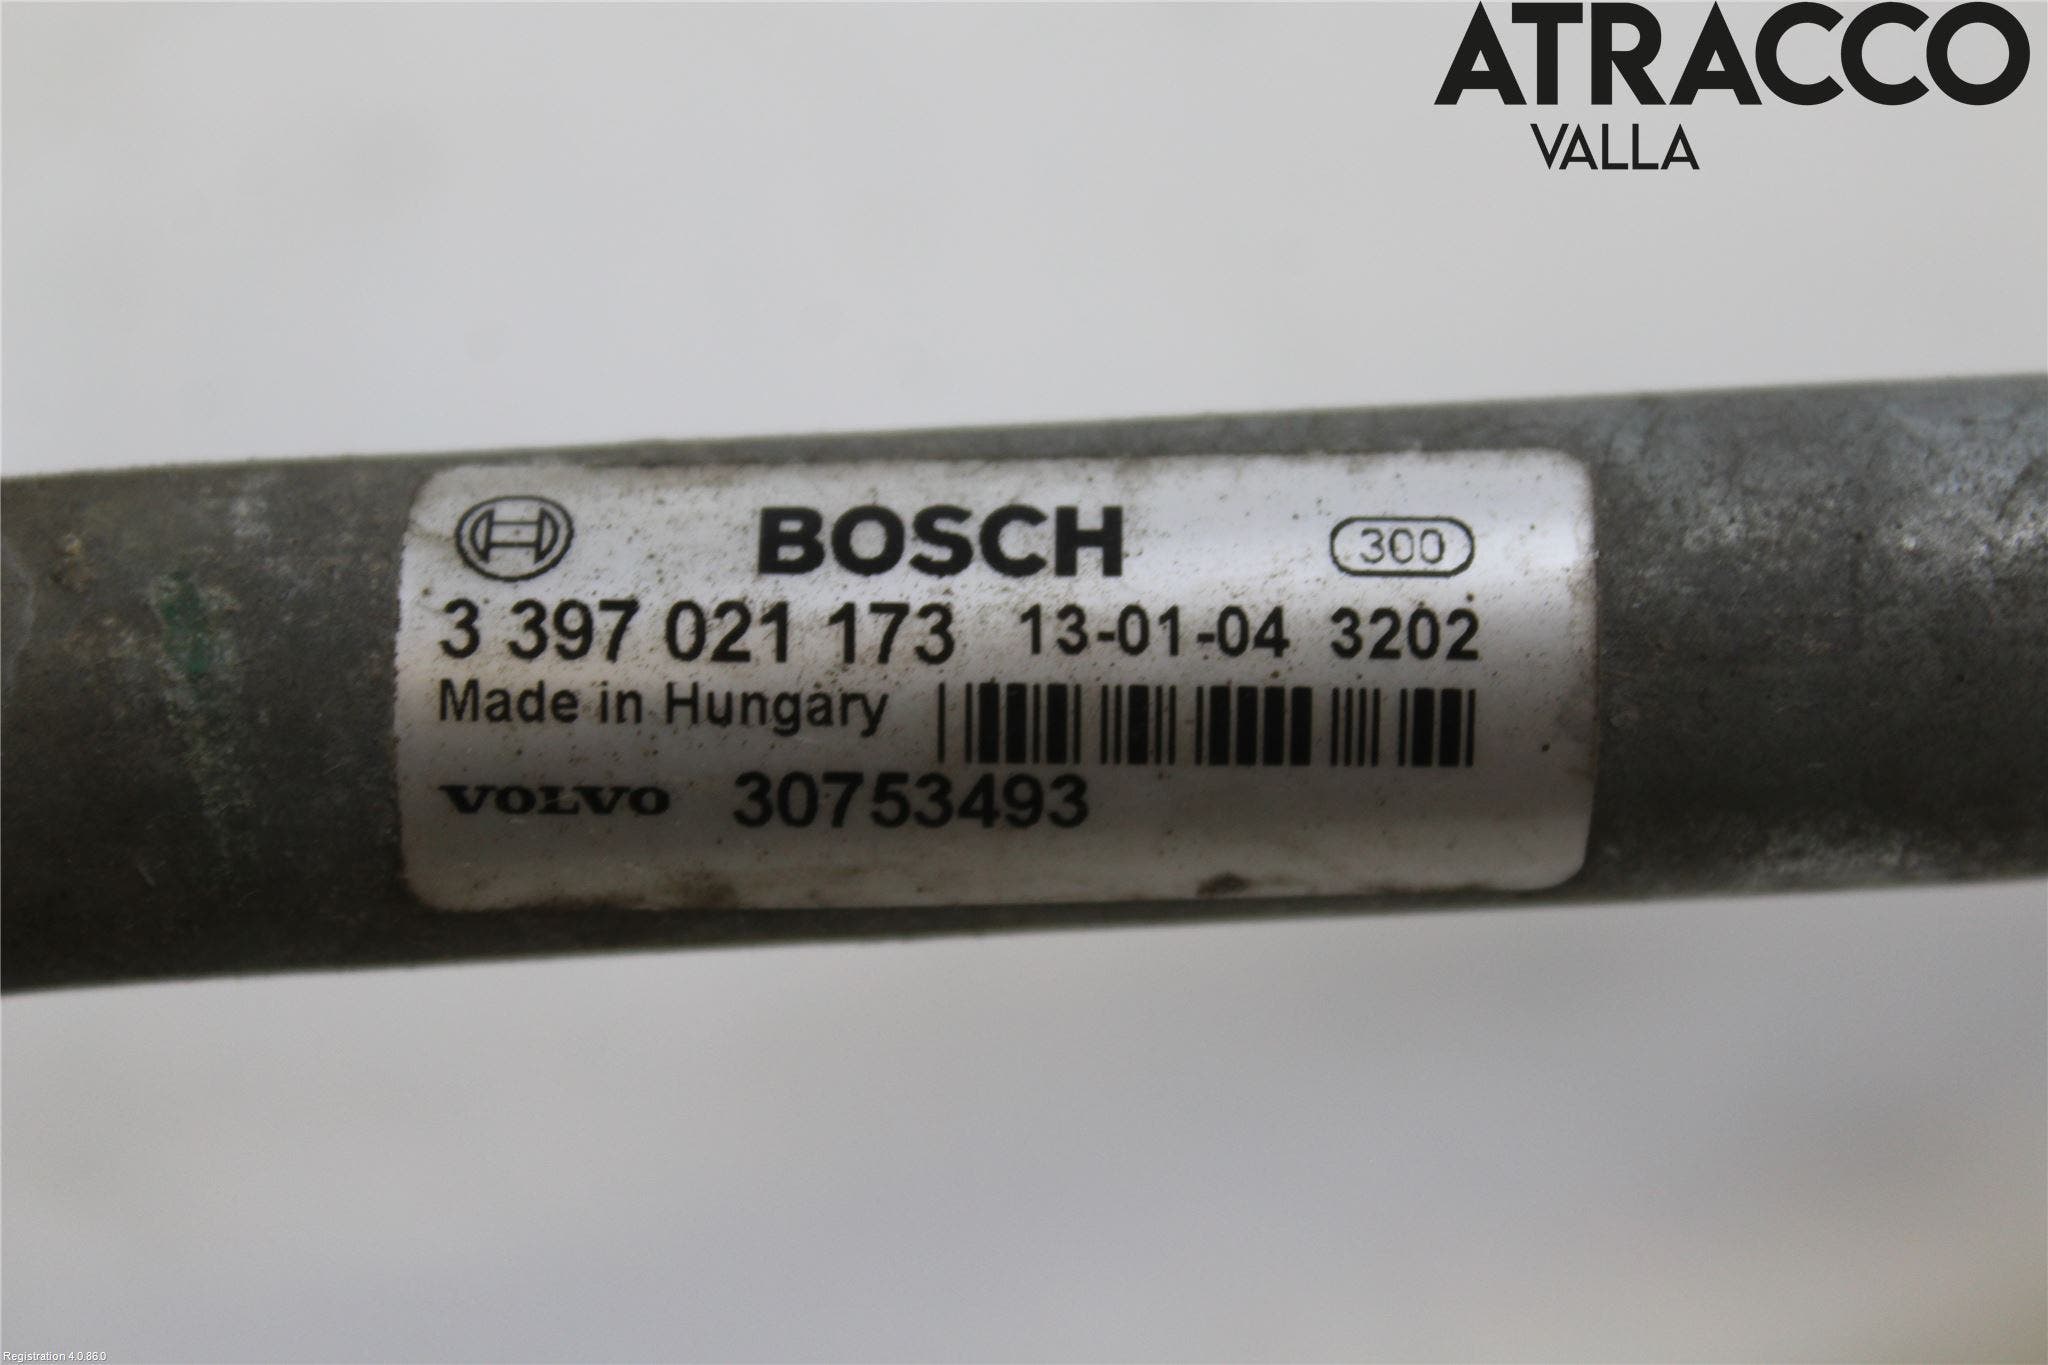 ATRACCO
VALLA
BOSCH 300
3 397 021 173 13-01-04 3202
Made in Hungary
VOLVO 30753493
Registration 4.0.86.0